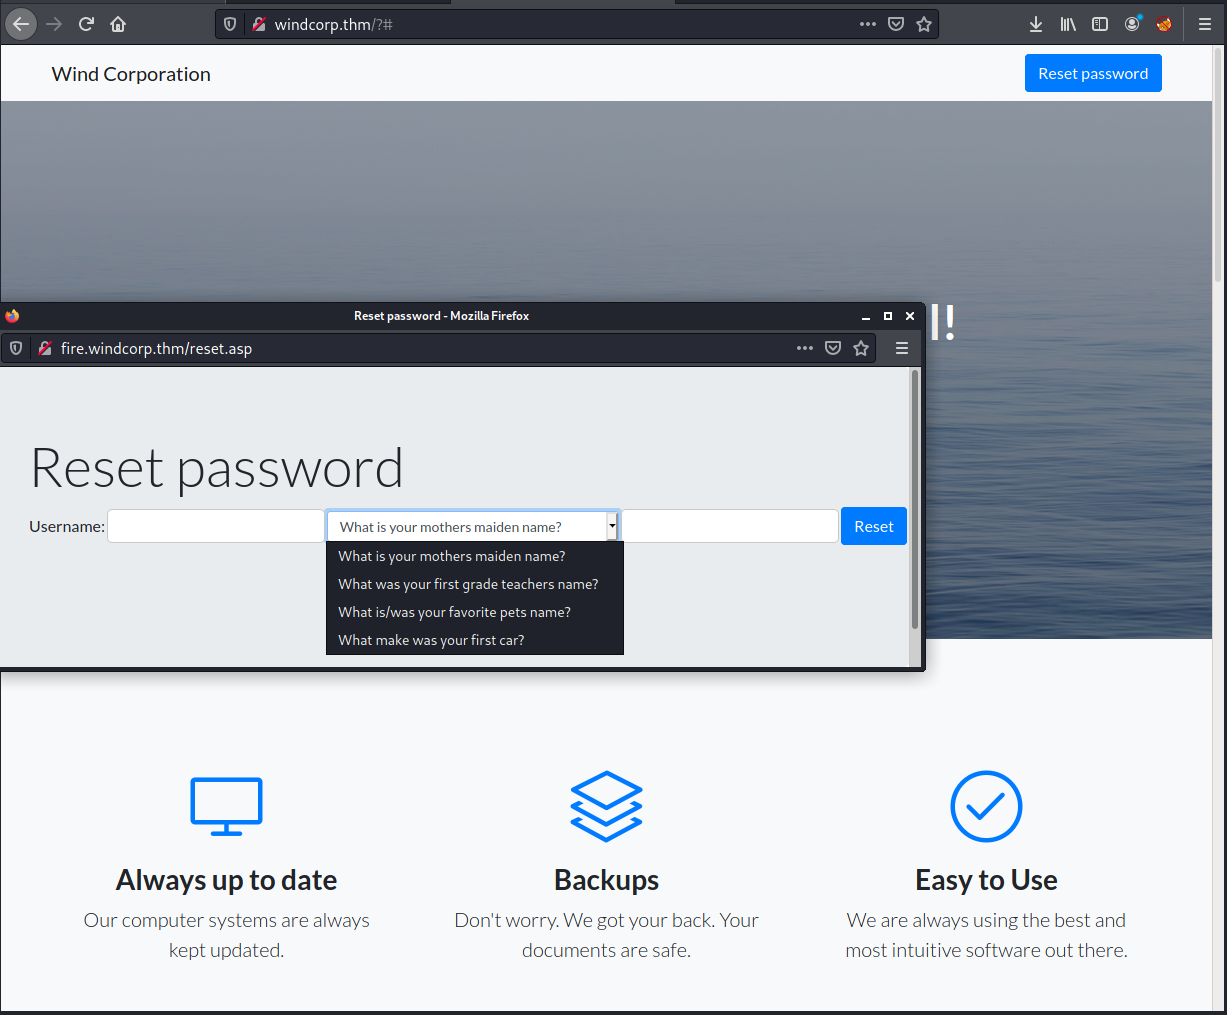 windcorp.thm/?#
Wind Corporation
Reset password
l!
Reset password - Mozilla Firefox
fire.windcorp.thm/reset.asp
Reset password
Username:
What is your mothers maiden name?
Reset
What is your mothers maiden name?
What was your first grade teachers name?
What is/was your favorite pets name?
What make was your first car?
Always up to date
Backups
Easy to Use
Our computer systems are always
kept updated.
Don't worry. We got your back. Your
documents are safe.
We are always using the best and
most intuitive software out there.